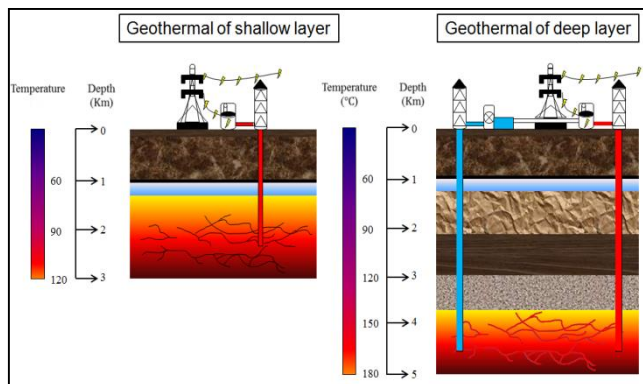 Geothermal of shallow layer
Temperature
Depth
(Km)
0
60
1
90
2
120
3
Geothermal of deep layer
Temperature
(°C)
Depth
(Km)
0
60
1
90
2
120
3
150
4
180
5